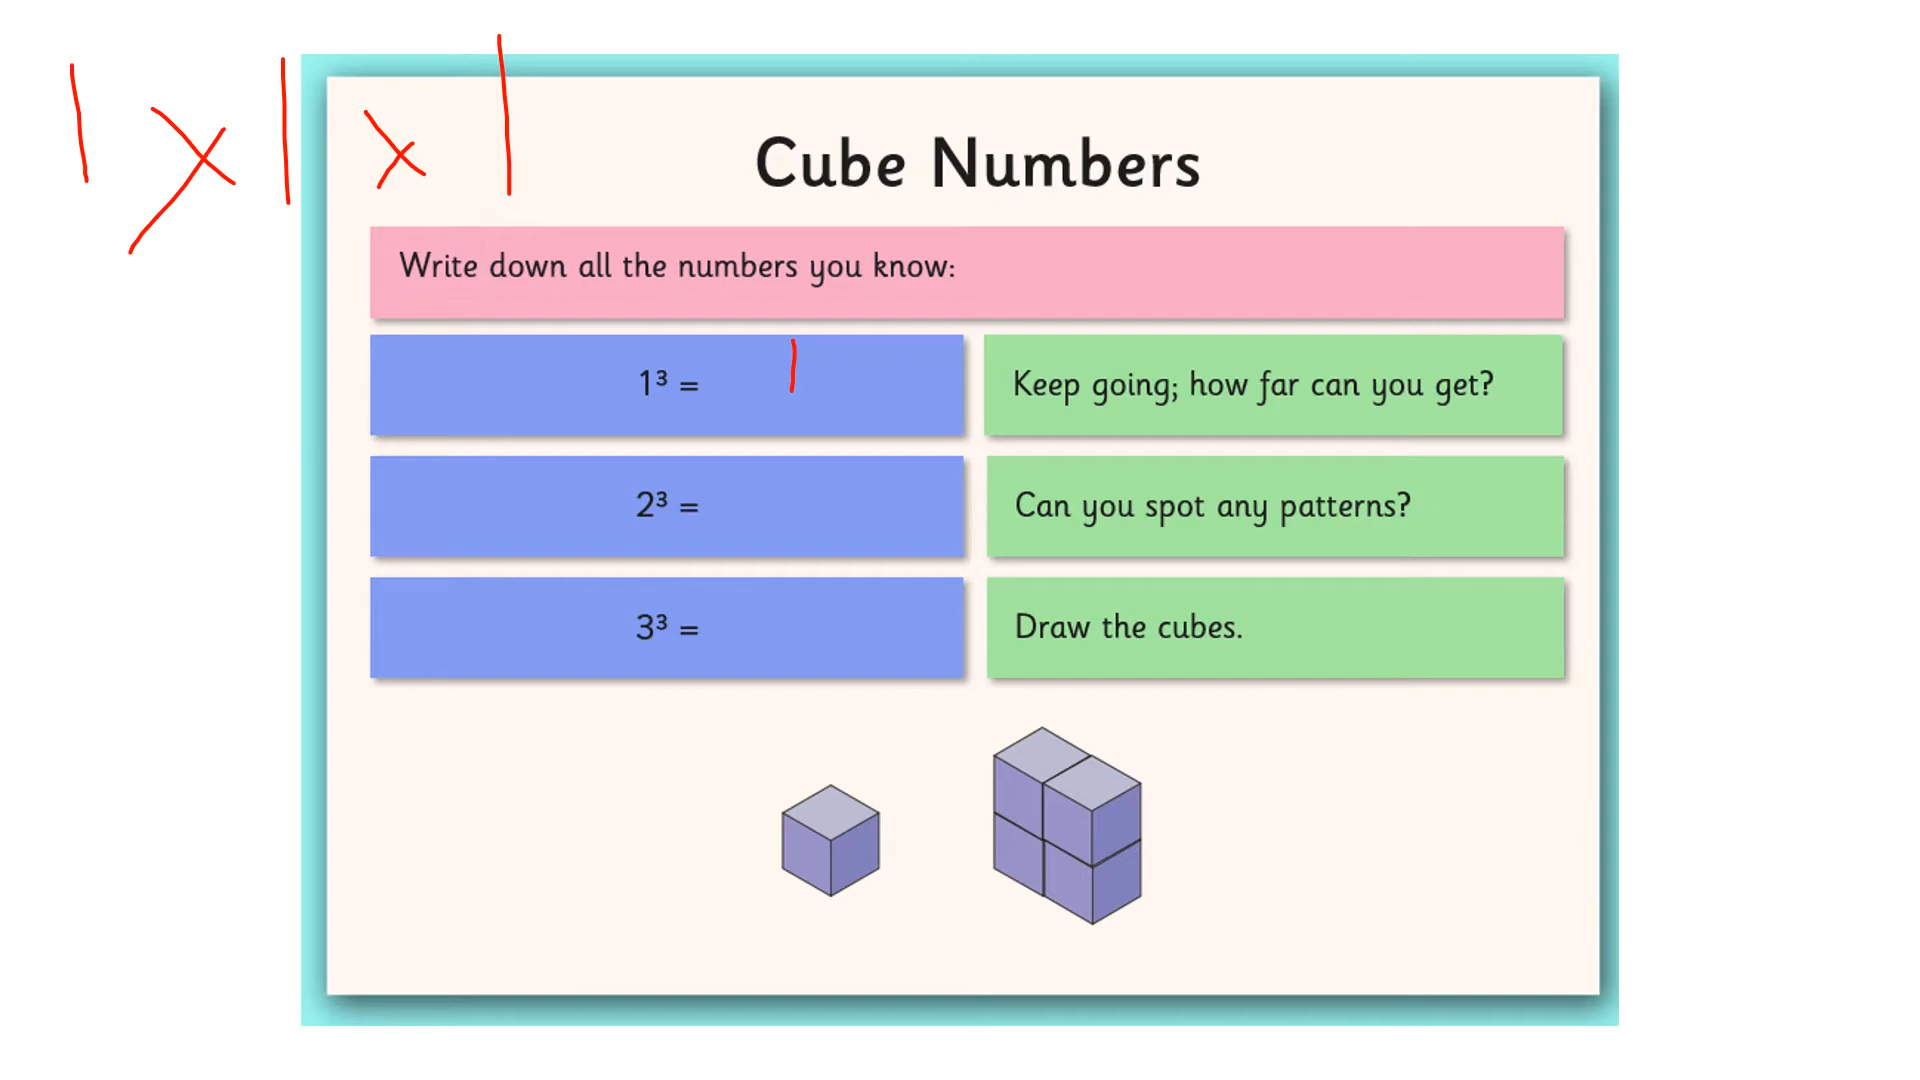 1 x 1 x 1
Cube Numbers
Write down all the numbers you know:
1³ = 1
Keep going; how far can you get?
2³ =
Can you spot any patterns?
3³ =
Draw the cubes.